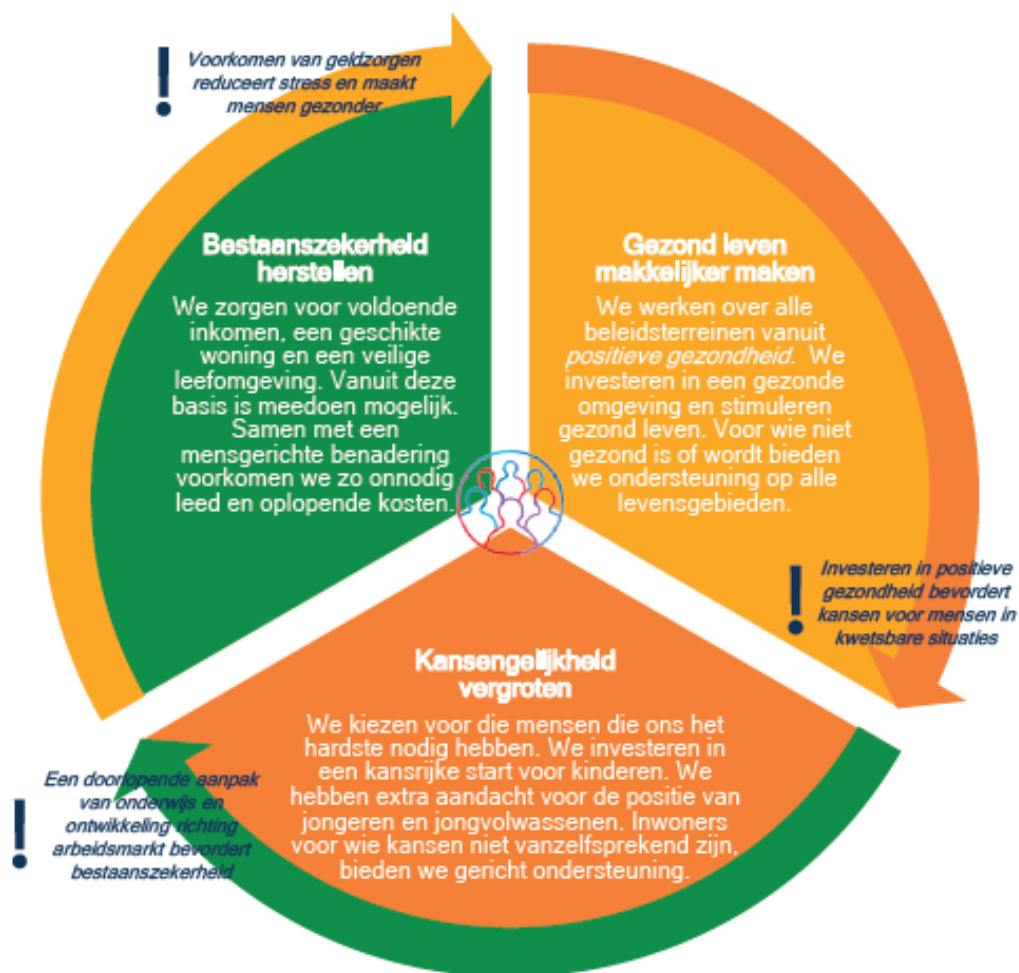 Voorkomen van geldzorgen
reduceert stress en maakt
mensen gezonder
Bestaanszekerheid
herstellen
We zorgen voor voldoende
inkomen, een geschikte
woning en een veilige
leefomgeving. Vanuit deze
basis is meedoen mogelijk.
Samen met een
mensgerichte benadering
voorkomen we zo onnodig
leed en oplopende kosten.
Gezond leven
makkelijker maken
We werken over alle
beleidsterreinen vanuit
positieve gezondheid. We
investeren in een gezonde
omgeving en stimuleren
gezond leven. Voor wie niet
gezond is of wordt bieden
we ondersteuning op alle
levensgebieden.
Investeren in positieve
gezondheid bevordert
kansen voor mensen in
kwetsbare situaties
Kansengelijkheid
vergroten
We kiezen voor die mensen die ons het
hardste nodig hebben. We investeren in
een kansrijke start voor kinderen. We
hebben extra aandacht voor de positie van
jongeren en jongvolwassenen. Inwoners
voor wie kansen niet vanzelfsprekend zijn,
bieden we gericht ondersteuning.
Een doorlopende aanpak
van onderwijs en
ontwikkeling richting
arbeidsmarkt bevordert
bestaanszekerheid